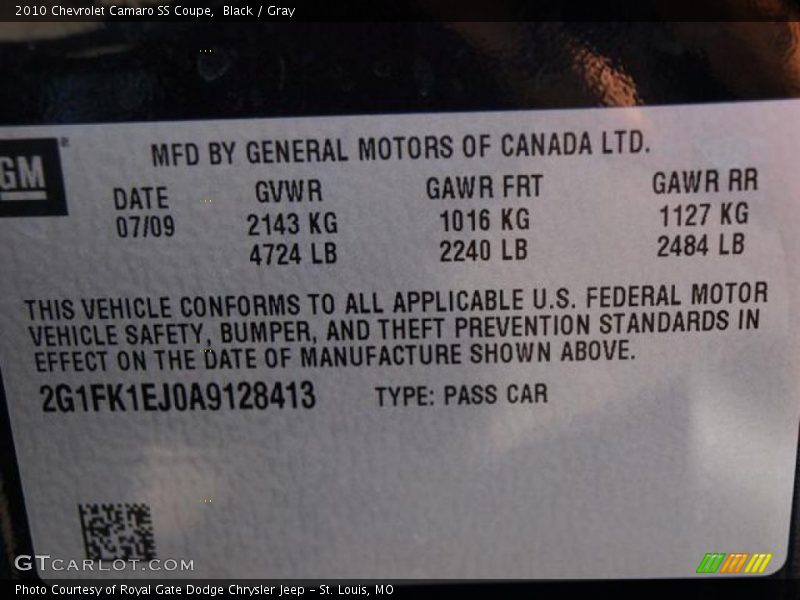 2010 Chevrolet Camaro SS Coupe, Black / Gray
GM
MFD BY GENERAL MOTORS OF CANADA LTD.
DATE GVWR GAWR FRT GAWR RR
07/09 2143 KG 1016 KG 1127 KG
4724 LB 2240 LB 2484 LB
THIS VEHICLE CONFORMS TO ALL APPLICABLE U.S. FEDERAL MOTOR
VEHICLE SAFETY, BUMPER, AND THEFT PREVENTION STANDARDS IN
EFFECT ON THE DATE OF MANUFACTURE SHOWN ABOVE.
2G1FK1EJ0A9128413 TYPE: PASS CAR
GTCARLOT.COM
Photo Courtesy of Royal Gate Dodge Chrysler Jeep - St. Louis, MO